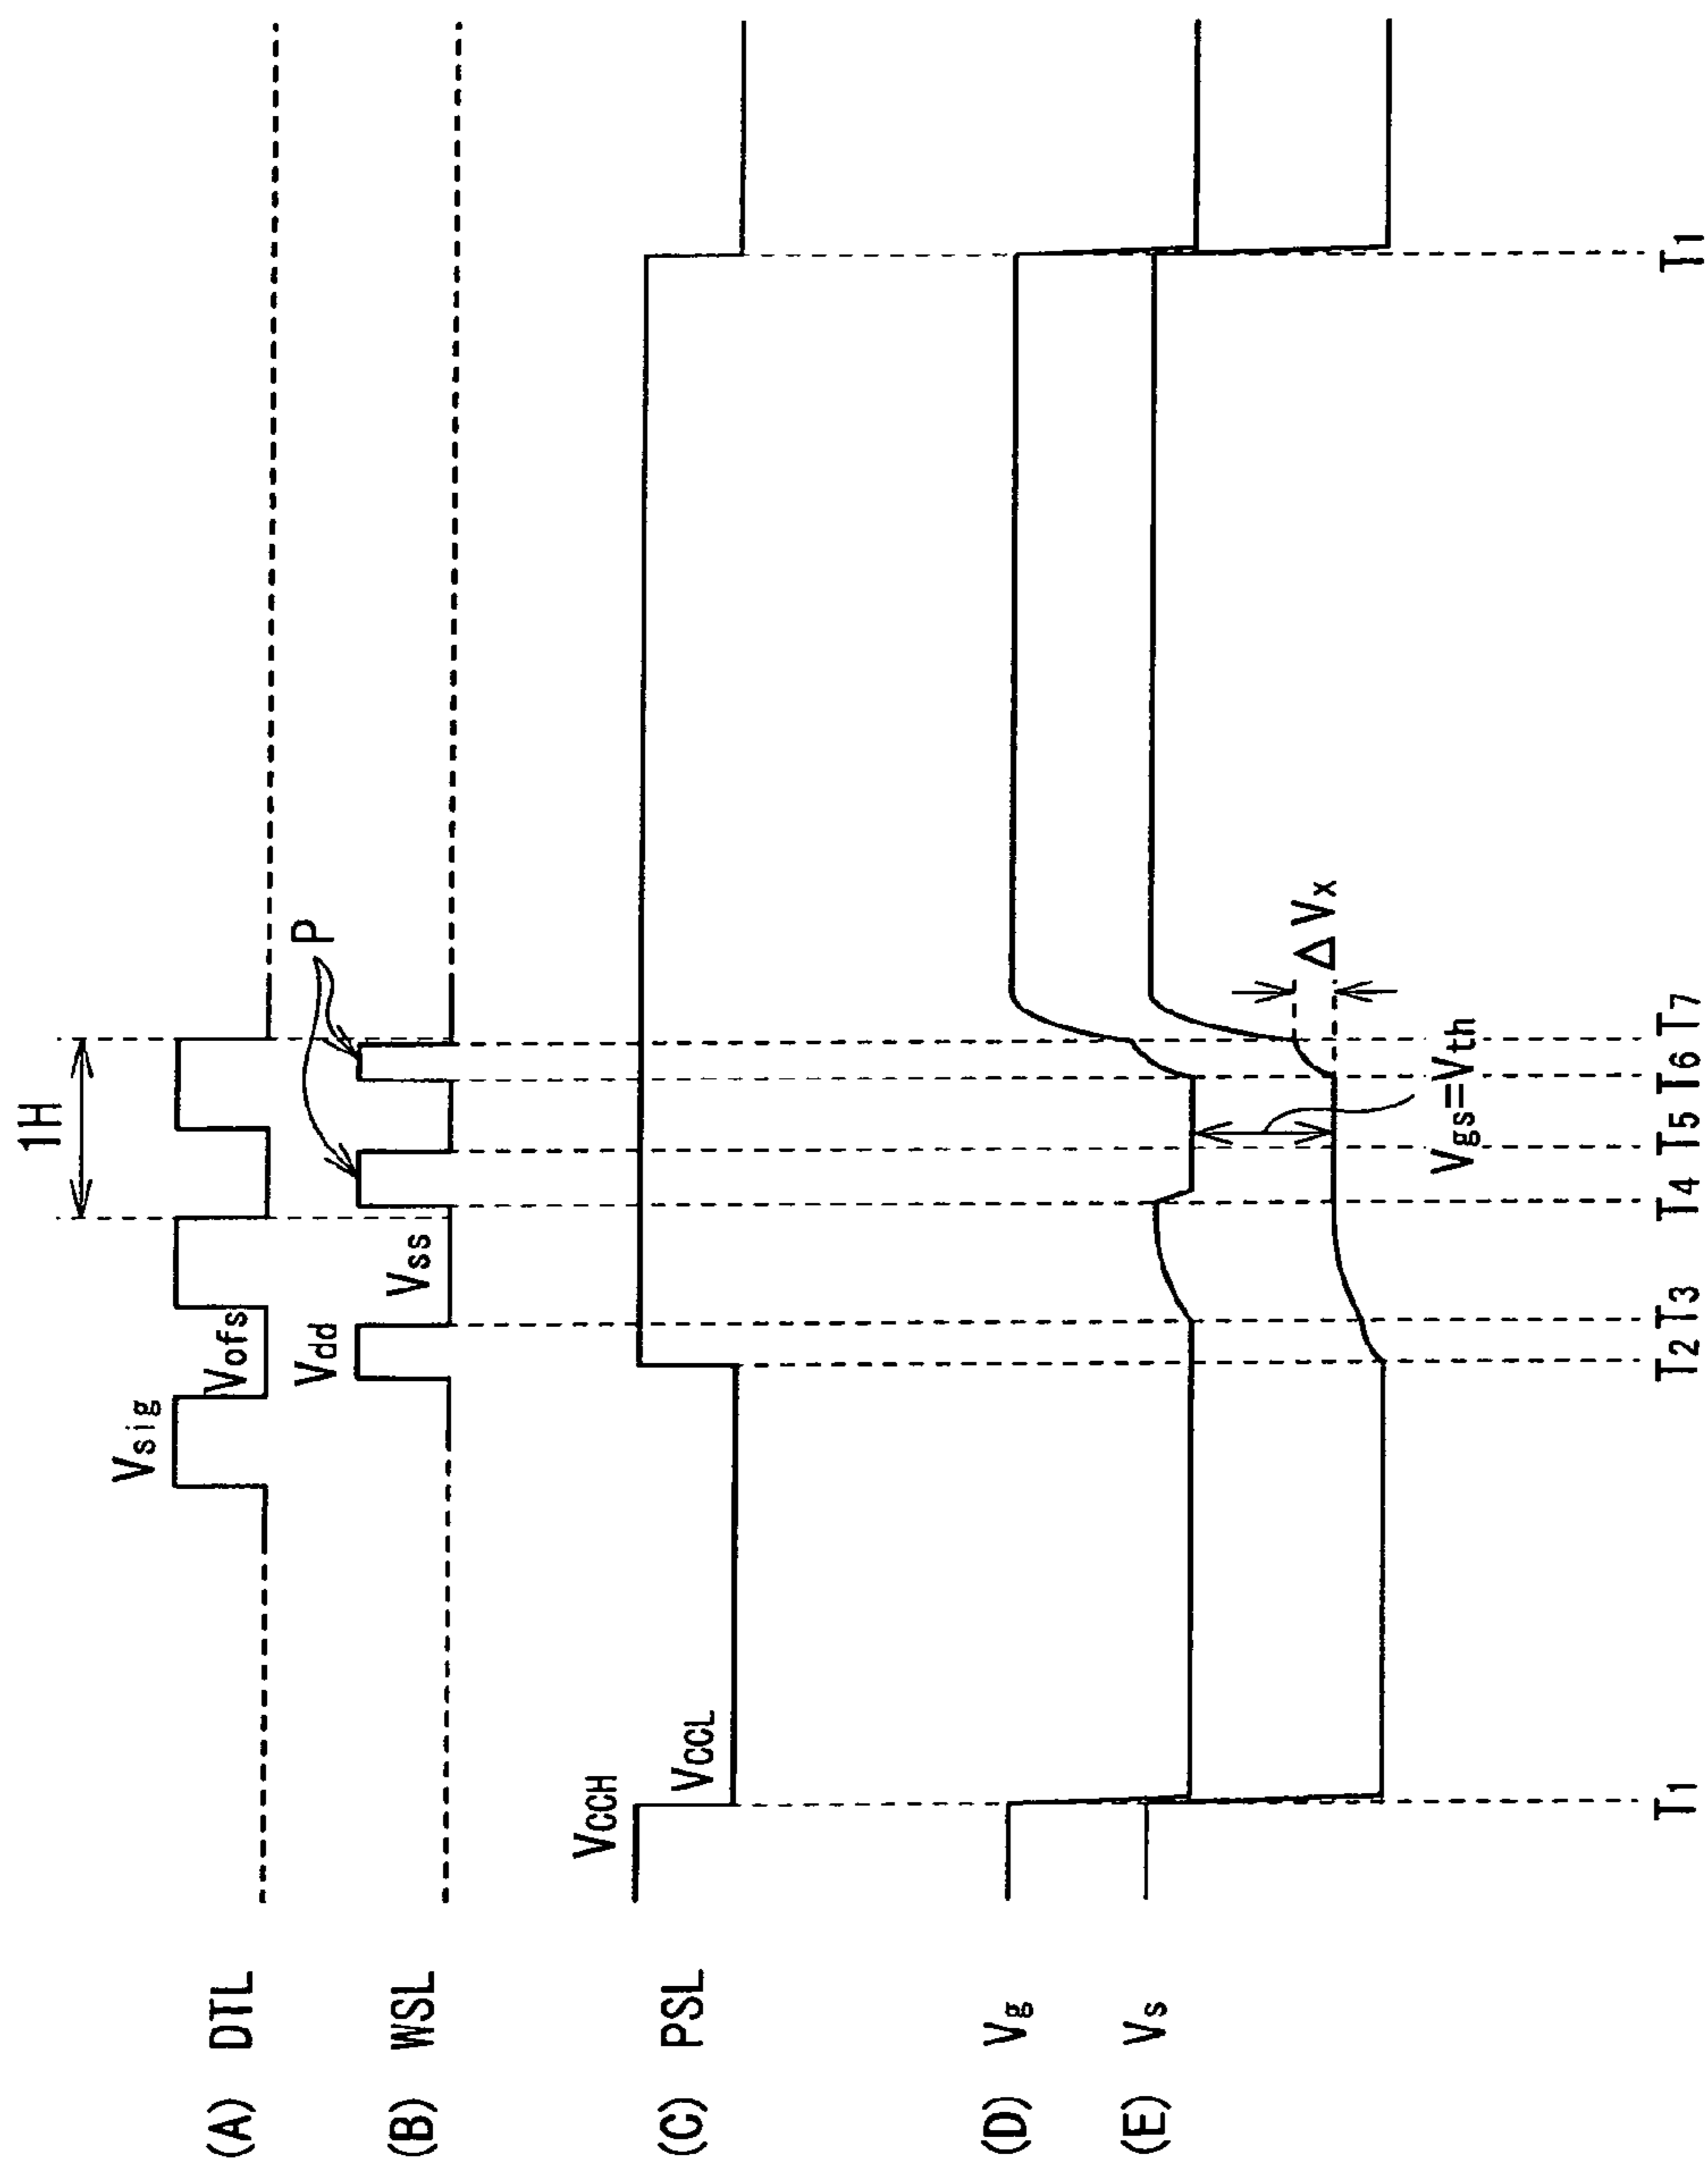 1H
(A) DTL
Vsig
Vofs
P
(B) WSL
Vdd
Vss
(C) PSL
VCCH
VCCL
(D) Vg
(E) Vs
ΔVx
Vgs=Vth
T1 T2 T3 T4 T5 T6 T7 T1